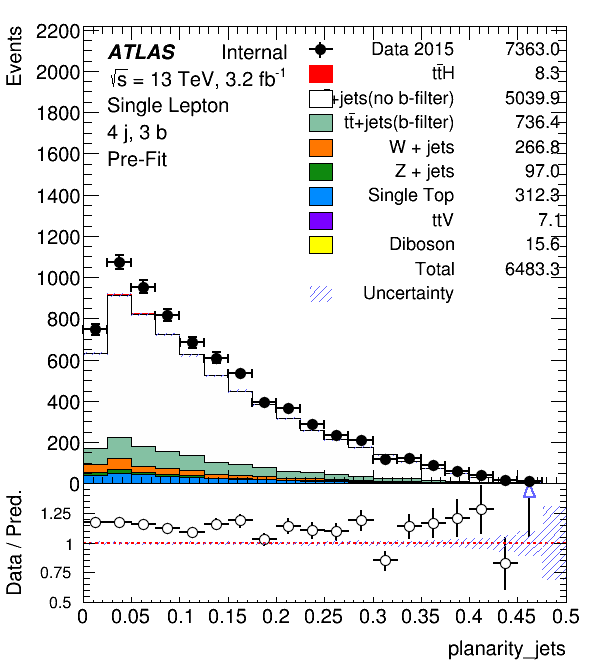 Events
2200
2000
1800
1600
1400
1200
1000
800
600
400
200
0
ATLAS Internal
√s = 13 TeV, 3.2 fb⁻¹
Single Lepton
4 j, 3 b
Pre-Fit
Data 2015 7363.0
tt̄H 8.3
+jets(no b-filter) 5039.9
tt̄+jets(b-filter) 736.4
W + jets 266.8
Z + jets 97.0
Single Top 312.3
ttV 7.1
Diboson 15.6
Total 6483.3
Uncertainty
Data / Pred.
1.25
1
0.75
0.5
0 0.05 0.1 0.15 0.2 0.25 0.3 0.35 0.4 0.45 0.5
planarity_jets